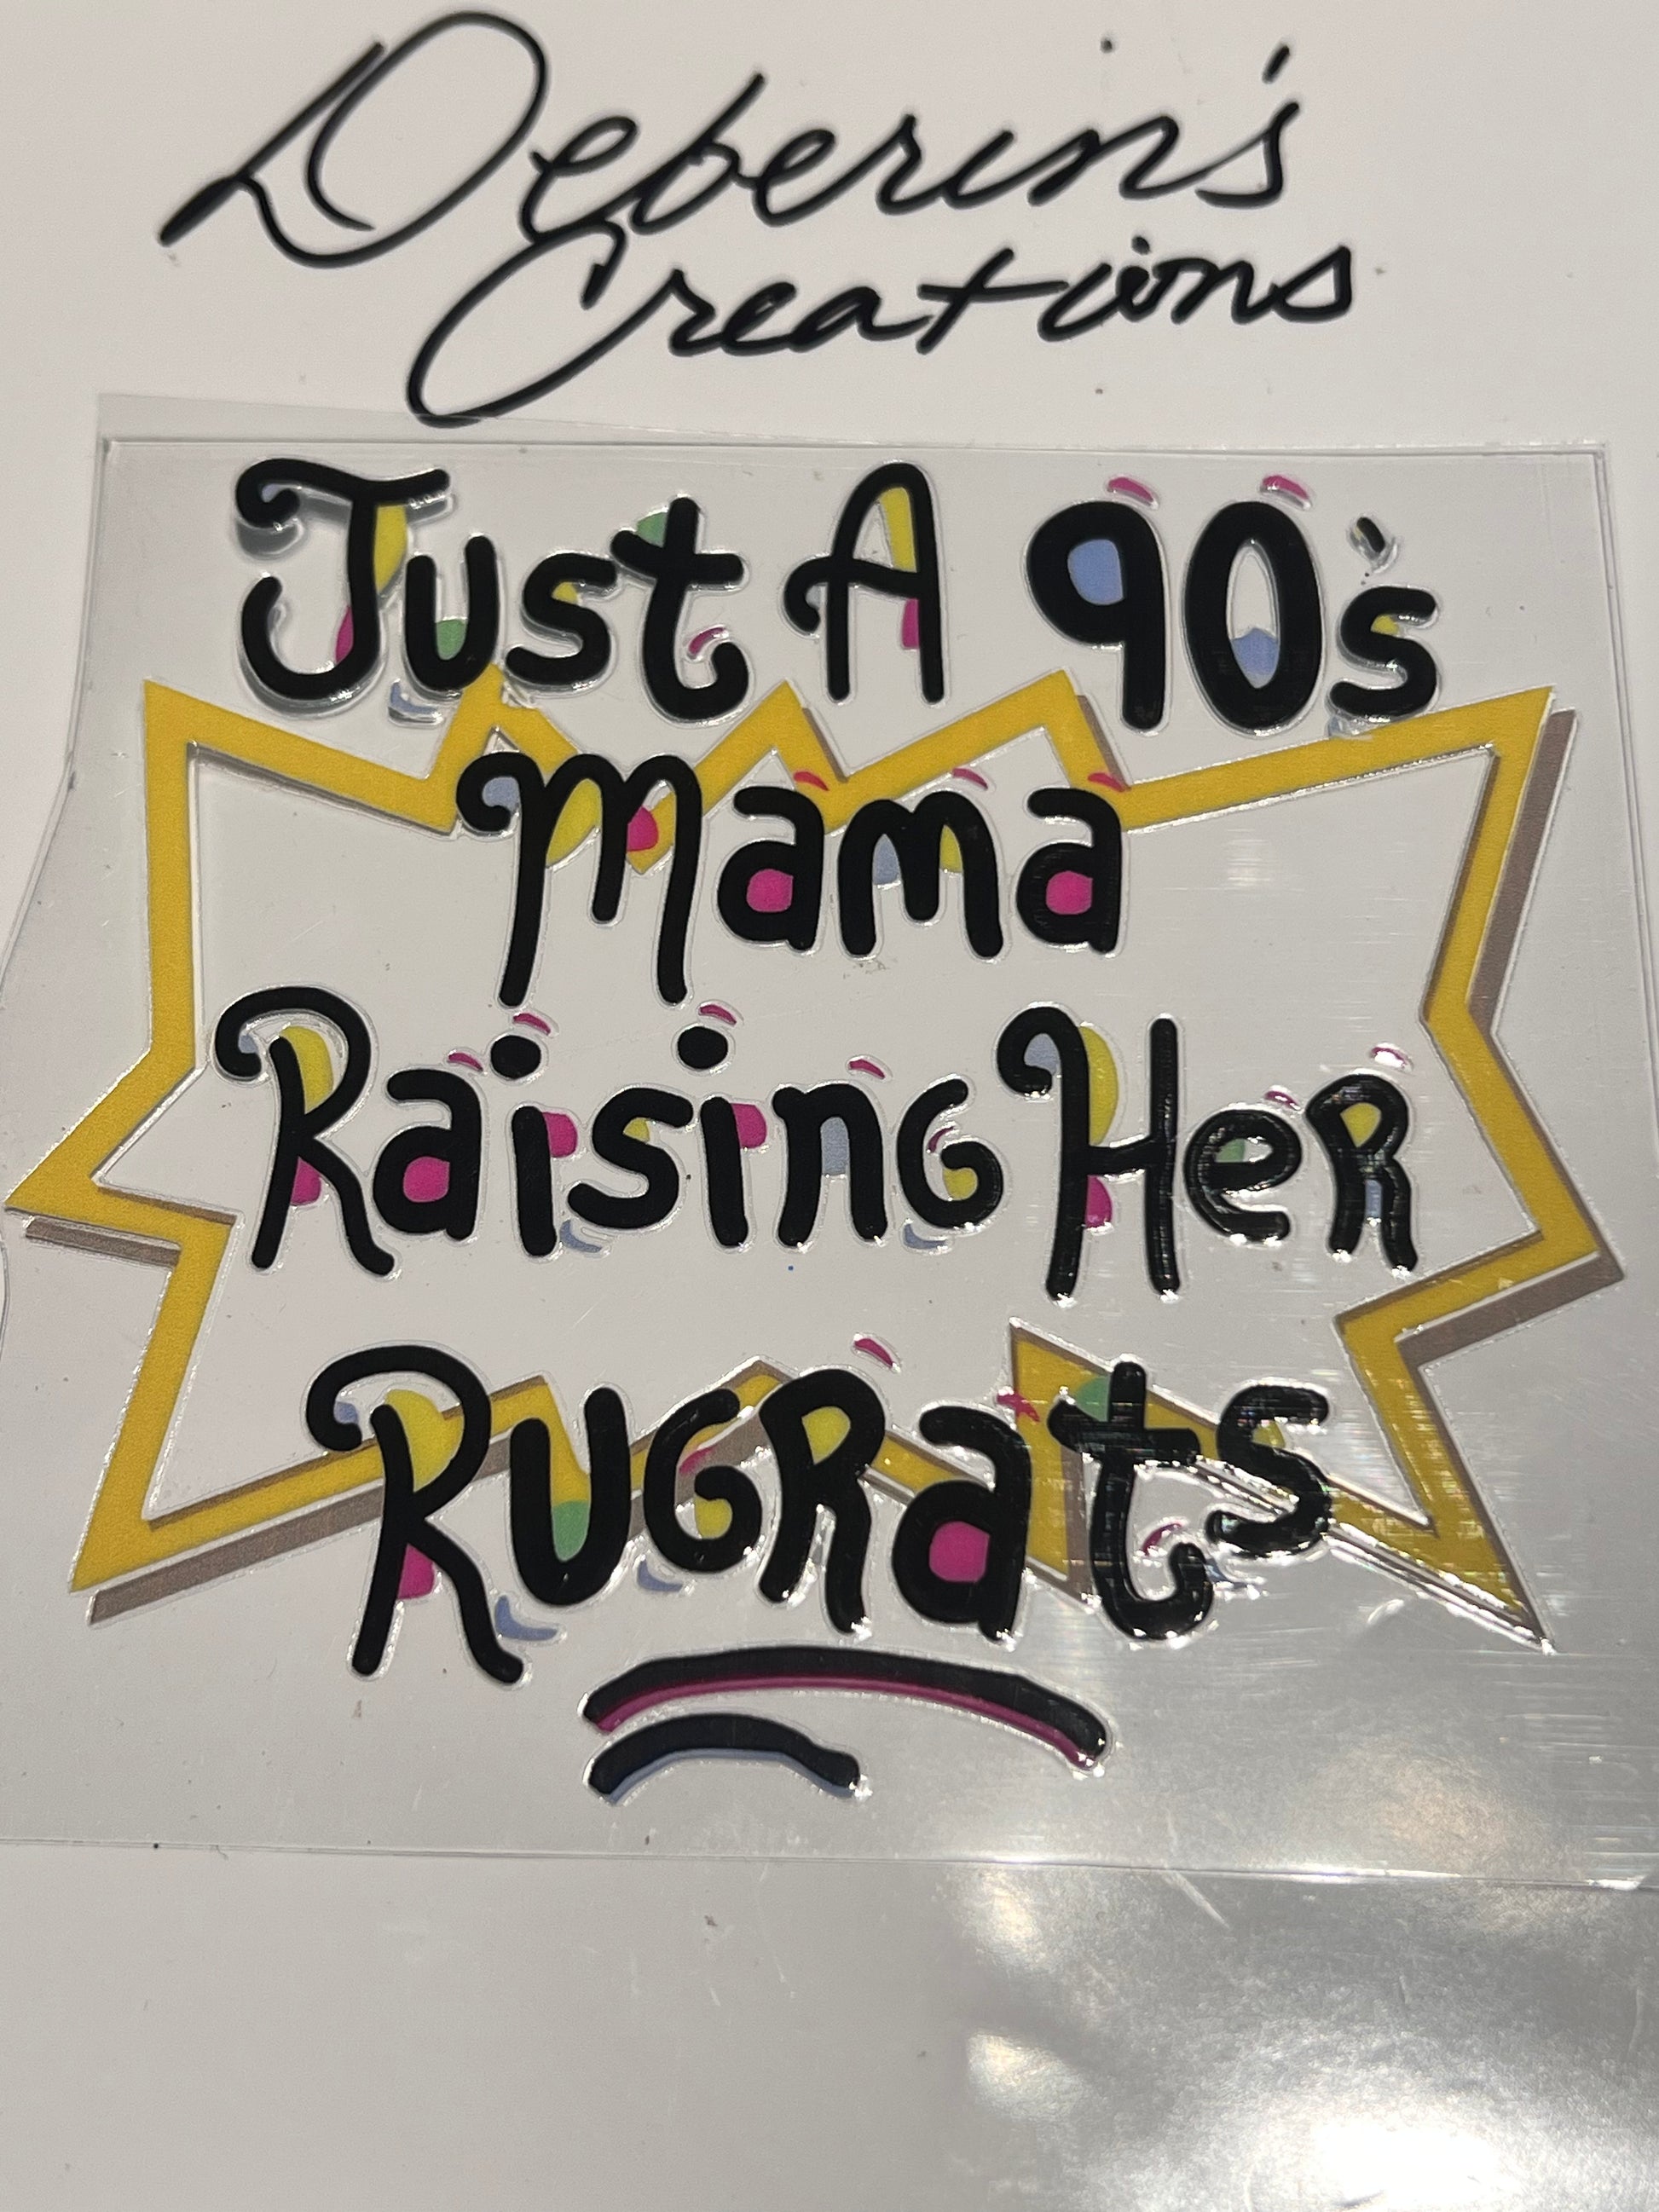 Deberin's
Creations
Just A 90's
Mama
Raising Her
Rugrats